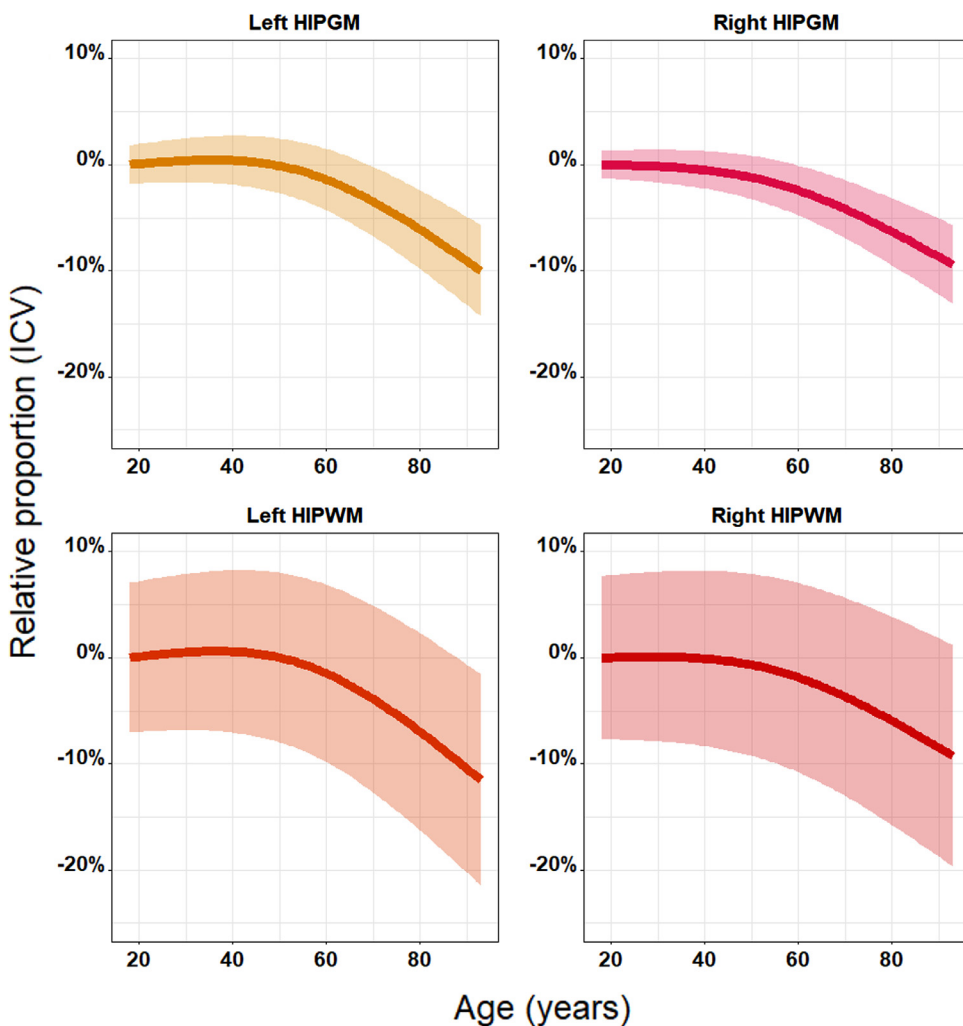 Left HIPGM
Right HIPGM
10%
0%
-10%
-20%
20 40 60 80
20 40 60 80
Left HIPWM
Right HIPWM
10%
0%
-10%
-20%
20 40 60 80
20 40 60 80
Relative proportion (ICV)
Age (years)
10%
0%
-10%
-20%
10%
0%
-10%
-20%